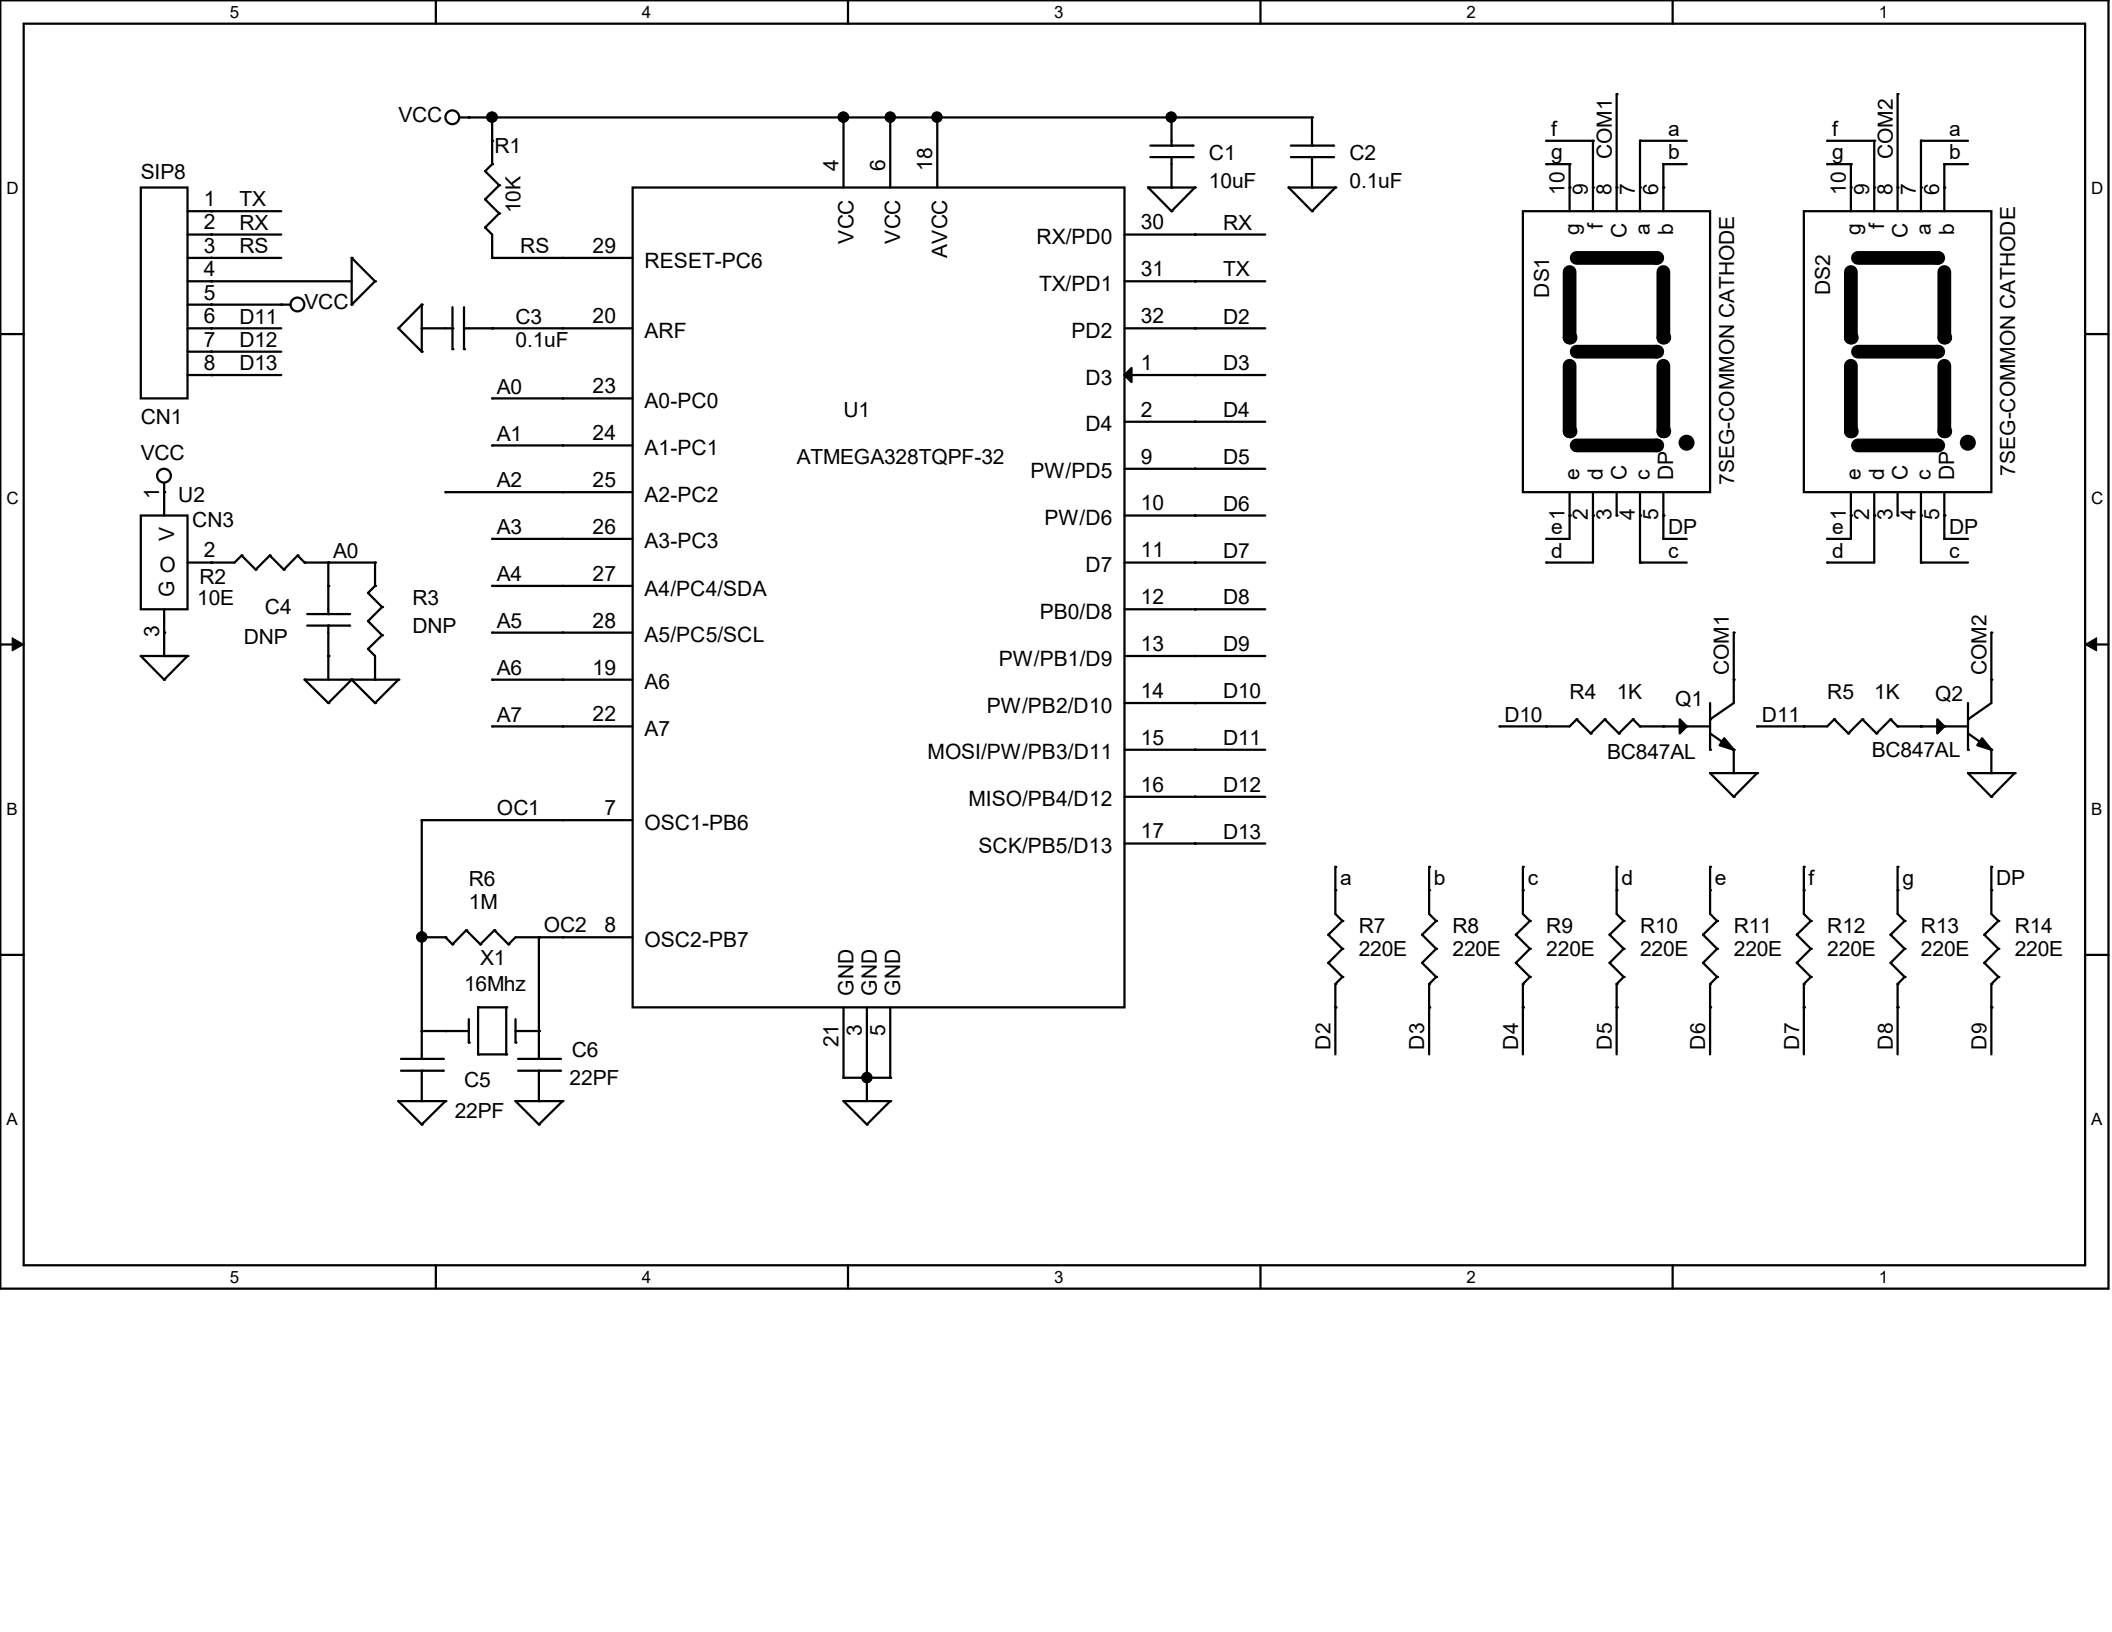 5 4 3 2 1
D
C
B
A
D
C
B
A
SIP8
1 TX
2 RX
3 RS
4
5 VCC
6 D11
7 D12
8 D13
CN1
VCC
1
U2
CN3
V
O
G
2
R2
10E
A0
3
C4
DNP
R3
DNP
VCC
R1
10K
4
6
18
VCC
VCC
AVCC
C1
10uF
C2
0.1uF
RS 29 RESET-PC6
C3
0.1uF
20 ARF
A0 23 A0-PC0
A1 24 A1-PC1
A2 25 A2-PC2
A3 26 A3-PC3
A4 27 A4/PC4/SDA
A5 28 A5/PC5/SCL
A6 19 A6
A7 22 A7
OC1 7 OSC1-PB6
R6
1M
OC2 8 OSC2-PB7
X1
16Mhz
C5
22PF
C6
22PF
U1
ATMEGA328TQPF-32
GND
GND
GND
21
3
5
RX/PD0 30 RX
TX/PD1 31 TX
PD2 32 D2
D3 1 D3
D4 2 D4
PW/PD5 9 D5
PW/D6 10 D6
D7 11 D7
PB0/D8 12 D8
PW/PB1/D9 13 D9
PW/PB2/D10 14 D10
MOSI/PW/PB3/D11 15 D11
MISO/PB4/D12 16 D12
SCK/PB5/D13 17 D13
f COM1 a
g b
10 9 8 7 6
g f C a b
DS1
7SEG-COMMON CATHODE
e d C c DP
1 2 3 4 5
e DP
d c
f COM2 a
g b
10 9 8 7 6
g f C a b
DS2
7SEG-COMMON CATHODE
e d C c DP
1 2 3 4 5
e DP
d c
COM1
R4 1K Q1
D10
BC847AL
COM2
R5 1K Q2
D11
BC847AL
a b c d e f g DP
R7 R8 R9 R10 R11 R12 R13 R14
220E 220E 220E 220E 220E 220E 220E 220E
D2 D3 D4 D5 D6 D7 D8 D9
5 4 3 2 1